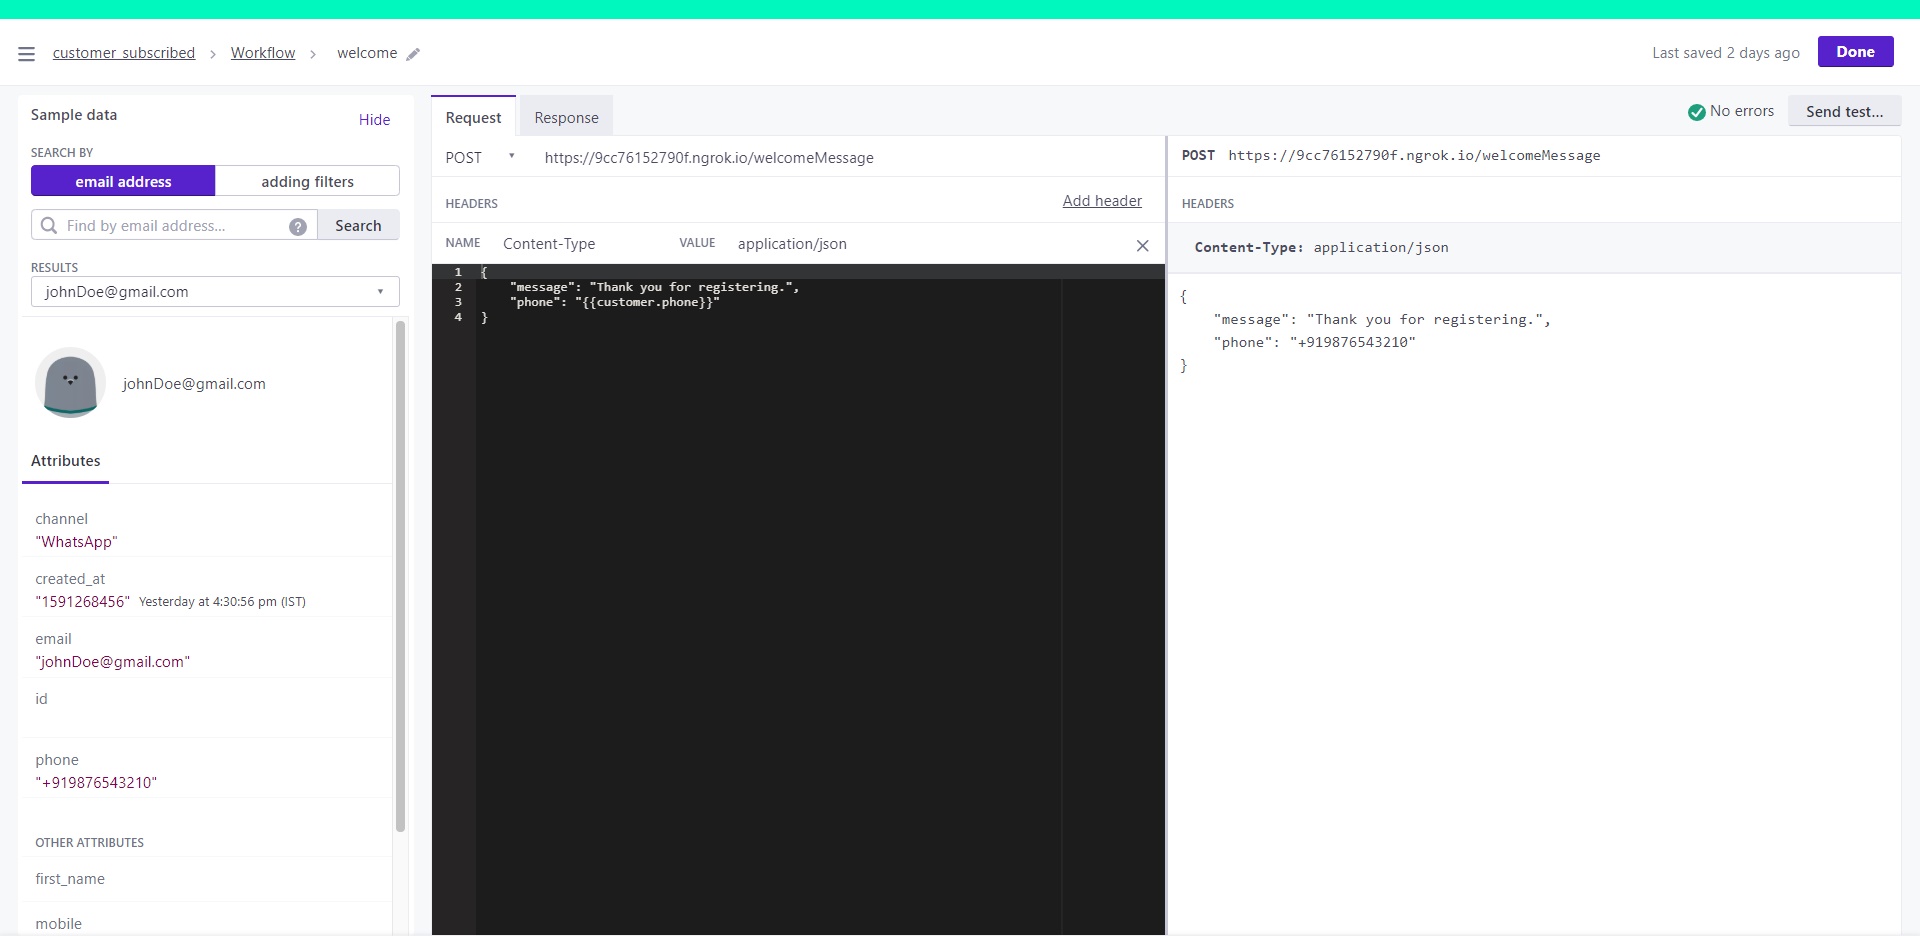 customer_subscribed > Workflow > welcome
Last saved 2 days ago
Done
Sample data
Hide
SEARCH BY
email address
adding filters
Find by email address...
?
Search
RESULTS
johnDoe@gmail.com
johnDoe@gmail.com
Attributes
channel
"WhatsApp"
created_at
"1591268456" Yesterday at 4:30:56 pm (IST)
email
"johnDoe@gmail.com"
id
phone
"+919876543210"
OTHER ATTRIBUTES
first_name
mobile
Request
Response
No errors
Send test...
POST https://9cc76152790f.ngrok.io/welcomeMessage
HEADERS
Add header
NAME Content-Type VALUE application/json
1 {
2 "message": "Thank you for registering.",
3 "phone": "{{customer.phone}}"
4 }
POST https://9cc76152790f.ngrok.io/welcomeMessage
HEADERS
Content-Type: application/json
{
"message": "Thank you for registering.",
"phone": "+919876543210"
}